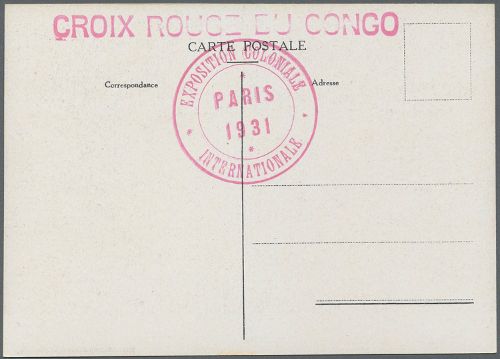 CROIX ROUGE DU CONGO
CARTE POSTALE
Correspondance
Adresse
EXPOSITION COLONIALE
PARIS
1931
* INTERNATIONALE *